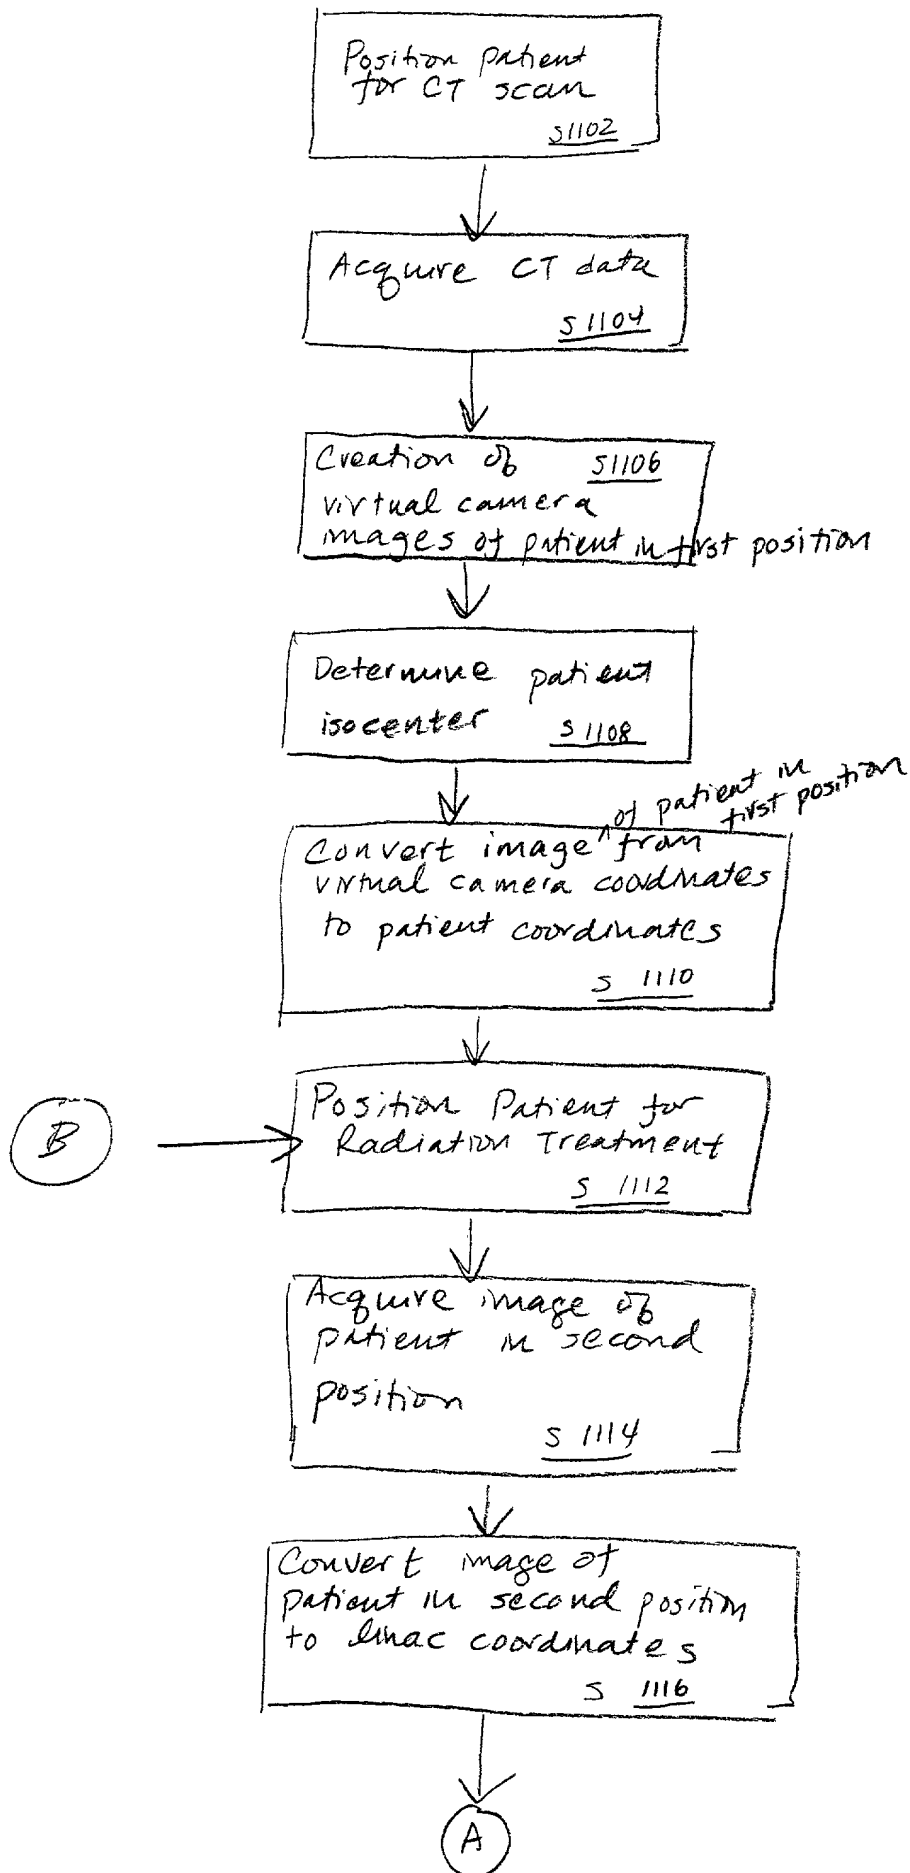 Position patient
for CT scan
S1102
Acquire CT data
S1104
Creation of S1106
virtual camera
images of patient in first position
Determine patient
isocenter S1108
of patient in
first position
Convert image ^ from
virtual camera coordinates
to patient coordinates
S 1110
B
Position Patient for
Radiation Treatment
S 1112
Acquire image of
patient in second
position
S 1114
Convert image of
patient in second position
to linac coordinates
S 1116
A